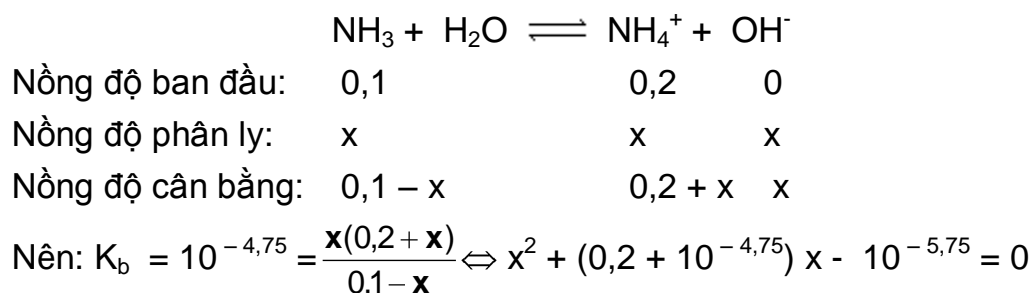 NH₃ + H₂O ⇌ NH₄⁺ + OH⁻
Nồng độ ban đầu: 0,1 0,2 0
Nồng độ phân ly: x x x
Nồng độ cân bằng: 0,1 – x 0,2 + x x
Nên: K_b = 10^{– 4,75} = \frac{x(0,2 + x)}{0,1 – x} ⇔ x² + (0,2 + 10^{– 4,75}) x - 10^{– 5,75} = 0